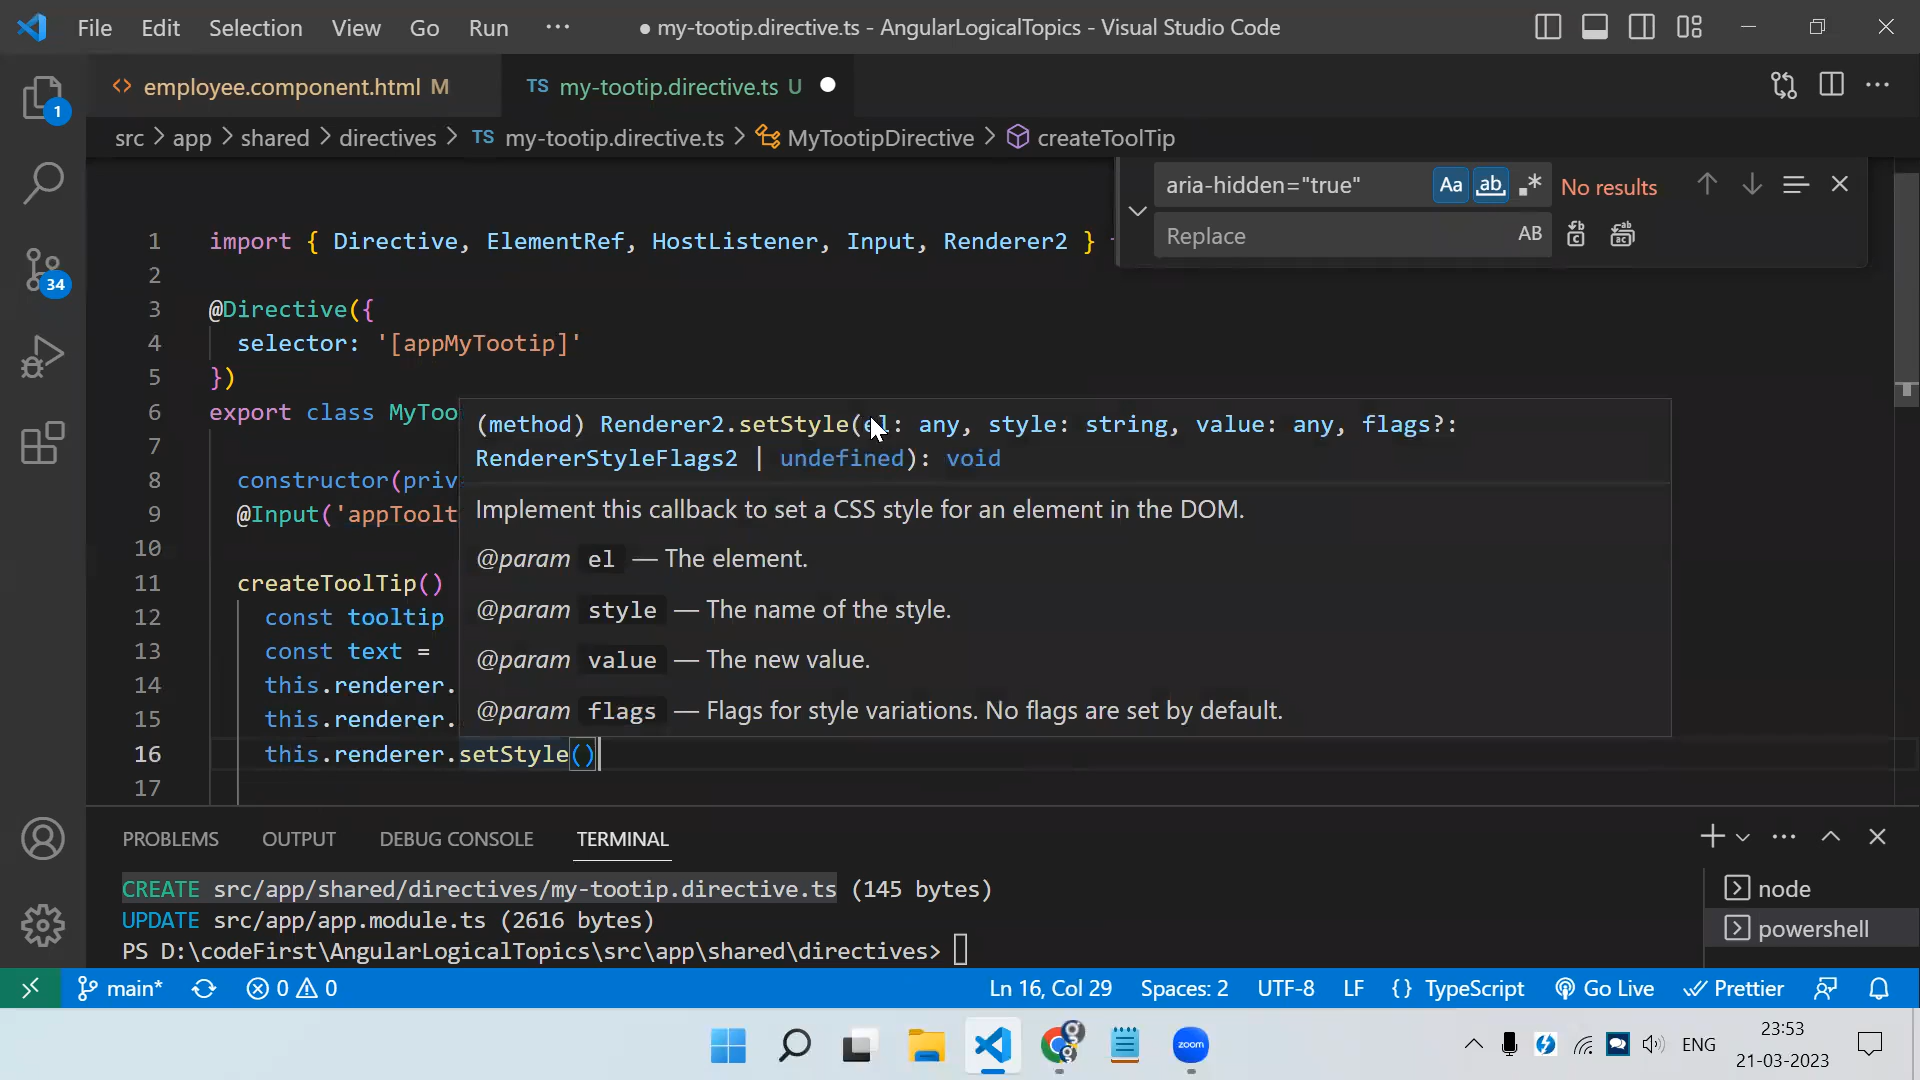 File Edit Selection View Go Run ··· ● my-tootip.directive.ts - AngularLogicalTopics - Visual Studio Code
<> employee.component.html M TS my-tootip.directive.ts U
src > app > shared > directives > TS my-tootip.directive.ts > MyTootipDirective > createToolTip
aria-hidden="true" Aa ab .* No results
Replace AB
1
1 import { Directive, ElementRef, HostListener, Input, Renderer2 }
2
3 @Directive({
4 selector: '[appMyTootip]'
5 })
6 export class MyToo
7
8 constructor(priv
9 @Input('appToolt
10
11 createToolTip()
12 const tooltip
13 const text =
14 this.renderer.
15 this.renderer.
16 this.renderer.setStyle()
17
(method) Renderer2.setStyle(el: any, style: string, value: any, flags?:
RendererStyleFlags2 | undefined): void
Implement this callback to set a CSS style for an element in the DOM.
@param el — The element.
@param style — The name of the style.
@param value — The new value.
@param flags — Flags for style variations. No flags are set by default.
34
PROBLEMS OUTPUT DEBUG CONSOLE TERMINAL
CREATE src/app/shared/directives/my-tootip.directive.ts (145 bytes)
UPDATE src/app/app.module.ts (2616 bytes)
PS D:\codeFirst\AngularLogicalTopics\src\app\shared\directives>
node
powershell
main* 0 0 Ln 16, Col 29 Spaces: 2 UTF-8 LF {} TypeScript Go Live Prettier
zoom
ENG
23:53
21-03-2023